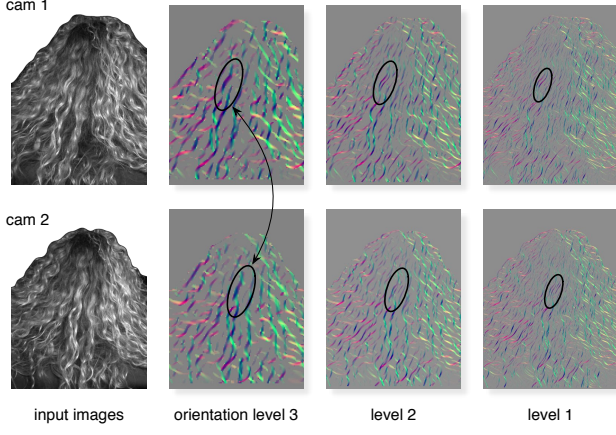 cam 1
cam 2
input images
orientation level 3
level 2
level 1